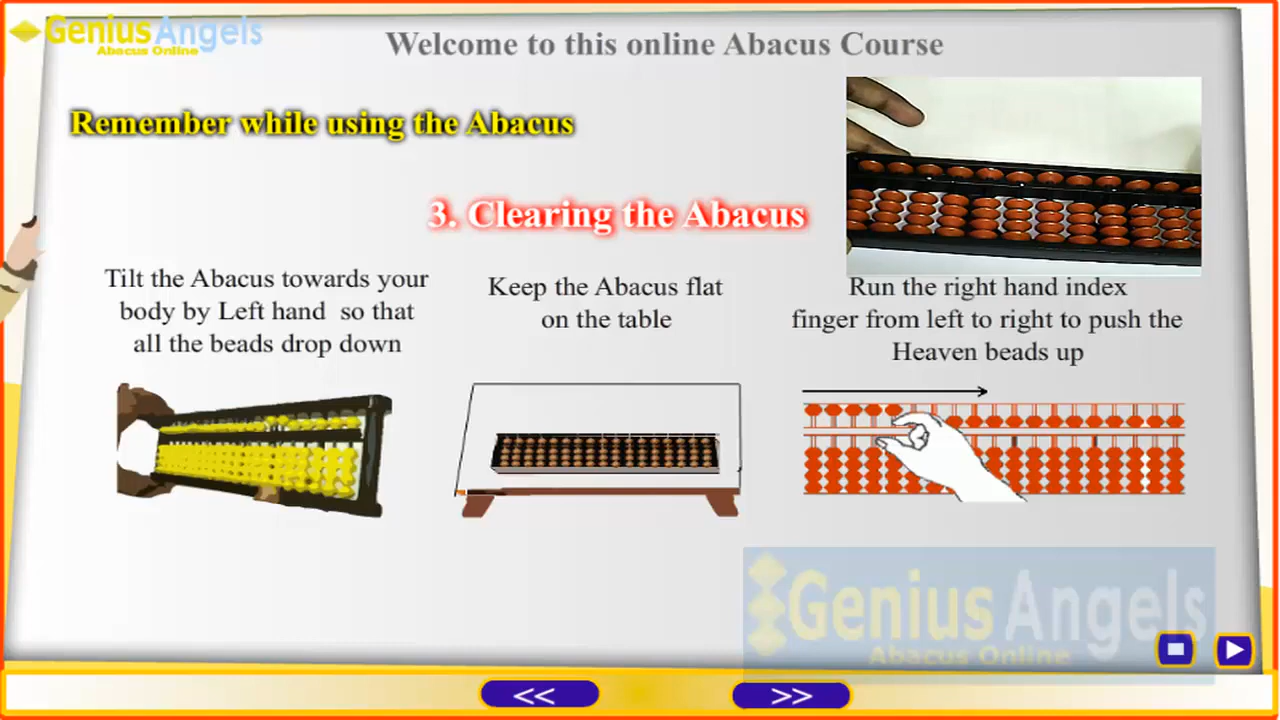 Genius Angels
Abacus Online
Welcome to this online Abacus Course
Remember while using the Abacus
3. Clearing the Abacus
Tilt the Abacus towards your
body by Left hand so that
all the beads drop down
Keep the Abacus flat
on the table
Run the right hand index
finger from left to right to push the
Heaven beads up
Genius Angels
Abacus Online
<< >>